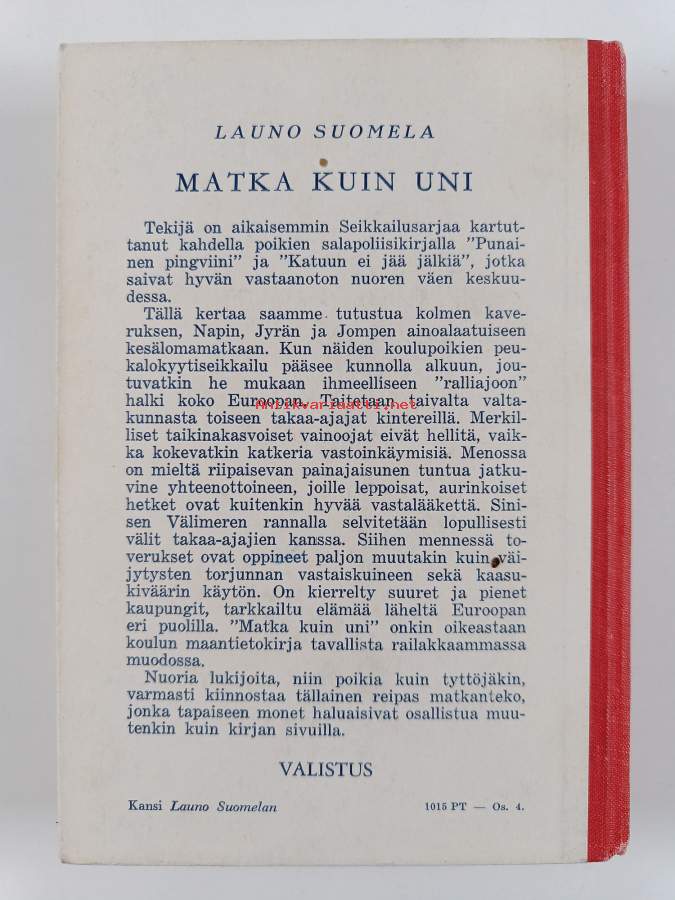 LAUNO SUOMELA
MATKA KUIN UNI
Tekijä on aikaisemmin Seikkailusarjaa kartut-
tanut kahdella poikien salapoliisikirjalla "Punai-
nen pingviini" ja "Katuun ei jää jälkiä", jotka
saivat hyvän vastaanoton nuoren väen keskuu-
dessa.
Tällä kertaa saamme tutustua kolmen kave-
ruksen, Napin, Jyrän ja Jompen ainoalaatuiseen
kesälomamatkaan. Kun näiden koulupoikien peu-
kalokyytiseikkailu pääsee kunnolla alkuun, jou-
tuvatkin he mukaan ihmeelliseen "ralliajoon"
halki koko Euroopan. Taitetaan taivalta valta-
Antikvariaatti.net
kunnasta toiseen takaa-ajajat kintereillä. Merkil-
liset taikinakasvoiset vainoojat eivät hellitä, vaik-
ka kokevatkin katkeria vastoinkäymisiä. Menossa
on mieltä riipaisevan painajaisunen tuntua jatku-
vine yhteenottoineen, joille leppoisat, aurinkoiset
hetket ovat kuitenkin hyvää vastalääkettä. Sini-
sen Välimeren rannalla selvitetään lopullisesti
välit takaa-ajajien kanssa. Siihen mennessä to-
verukset ovat oppineet paljon muutakin kuin väi-
jytysten torjunnan vastaiskuineen sekä kaasu-
kiväärin käytön. On kierrelty suuret ja pienet
kaupungit, tarkkailtu elämää läheltä Euroopan
eri puolilla. "Matka kuin uni" onkin oikeastaan
koulun maantietokirja tavallista railakkaammassa
muodossa.
Nuoria lukijoita, niin poikia kuin tyttöjäkin,
varmasti kiinnostaa tällainen reipas matkanteko,
jonka tapaiseen monet haluaisivat osallistua muu-
tenkin kuin kirjan sivuilla.
VALISTUS
Kansi Launo Suomelan 1015 PT — Os. 4.